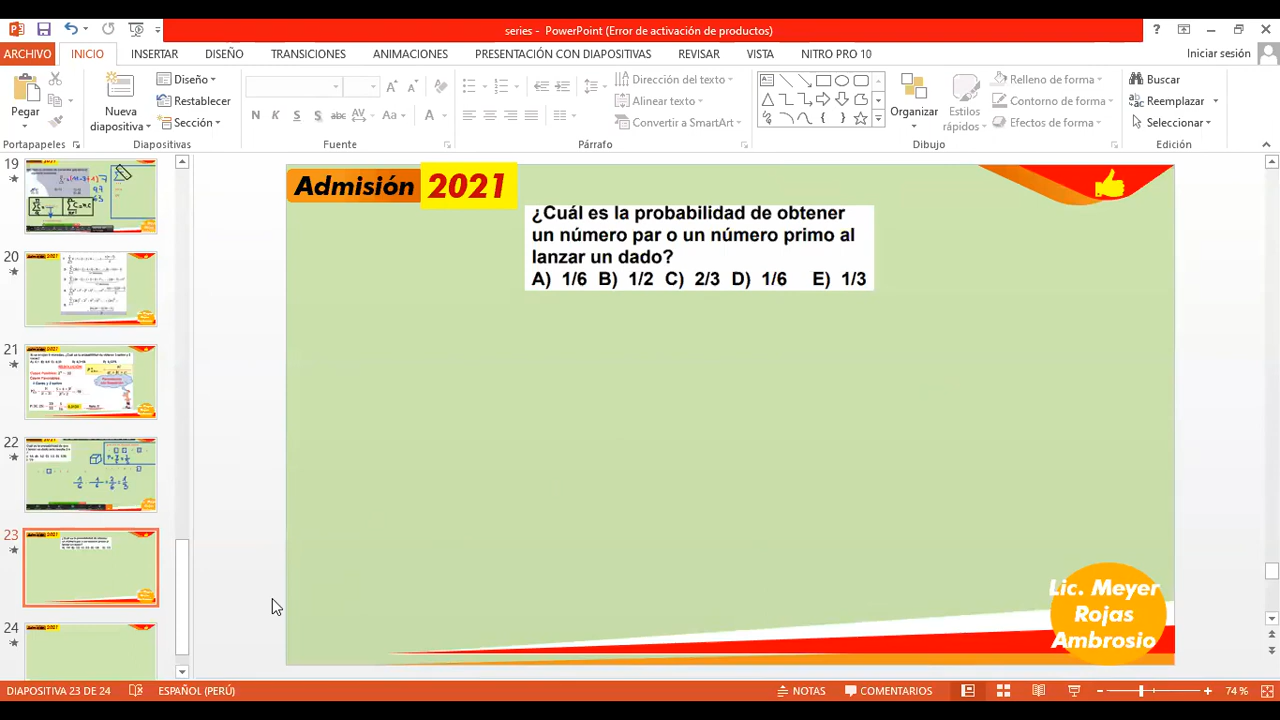 series - PowerPoint (Error de activación de productos)
ARCHIVO INICIO INSERTAR DISEÑO TRANSICIONES ANIMACIONES PRESENTACIÓN CON DIAPOSITIVAS REVISAR VISTA NITRO PRO 10 Iniciar sesión
Pegar
Nueva diapositiva
Diseño
Restablecer
Sección
N K S S abc AV Aa A
Dirección del texto
Alinear texto
Convertir a SmartArt
Organizar
Estilos rápidos
Relleno de forma
Contorno de forma
Efectos de forma
Buscar
Reemplazar
Seleccionar
Portapapeles Diapositivas Fuente Párrafo Dibujo Edición
19
20
21
22
23
24
Admisión 2021
¿Cuál es la probabilidad de obtener
un número par o un número primo al
lanzar un dado?
A) 1/6 B) 1/2 C) 2/3 D) 1/6 E) 1/3
Lic. Meyer
Rojas
Ambrosio
DIAPOSITIVA 23 DE 24 ESPAÑOL (PERÚ) NOTAS COMENTARIOS 74 %